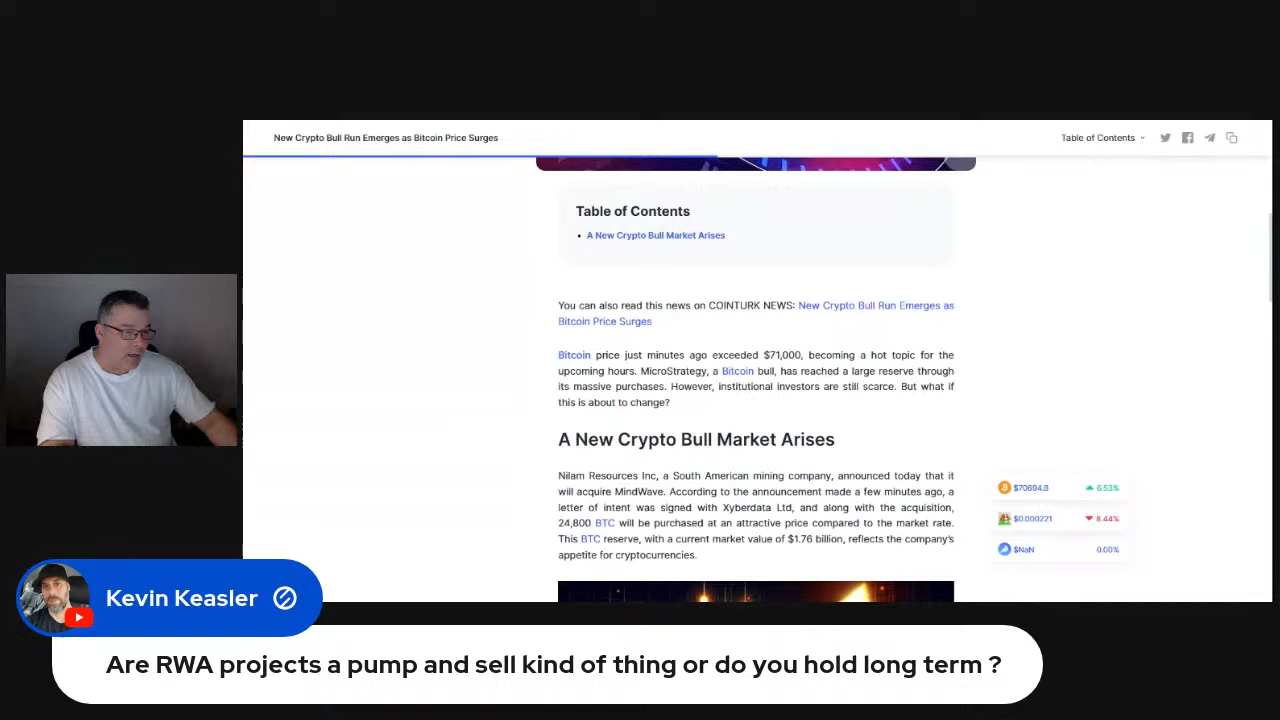 New Crypto Bull Run Emerges as Bitcoin Price Surges
Table of Contents
Table of Contents
• A New Crypto Bull Market Arises
You can also read this news on COINTURK NEWS: New Crypto Bull Run Emerges as
Bitcoin Price Surges
Bitcoin price just minutes ago exceeded $71,000, becoming a hot topic for the
upcoming hours. MicroStrategy, a Bitcoin bull, has reached a large reserve through
its massive purchases. However, institutional investors are still scarce. But what if
this is about to change?
A New Crypto Bull Market Arises
Nilam Resources Inc, a South American mining company, announced today that it
will acquire MindWave. According to the announcement made a few minutes ago, a
letter of intent was signed with Xyberdata Ltd, and along with the acquisition,
24,800 BTC will be purchased at an attractive price compared to the market rate.
This BTC reserve, with a current market value of $1.76 billion, reflects the company's
appetite for cryptocurrencies.
$70694.8 6.53%
$0.000221 8.44%
$NaN 0.00%
Kevin Keasler
Are RWA projects a pump and sell kind of thing or do you hold long term ?